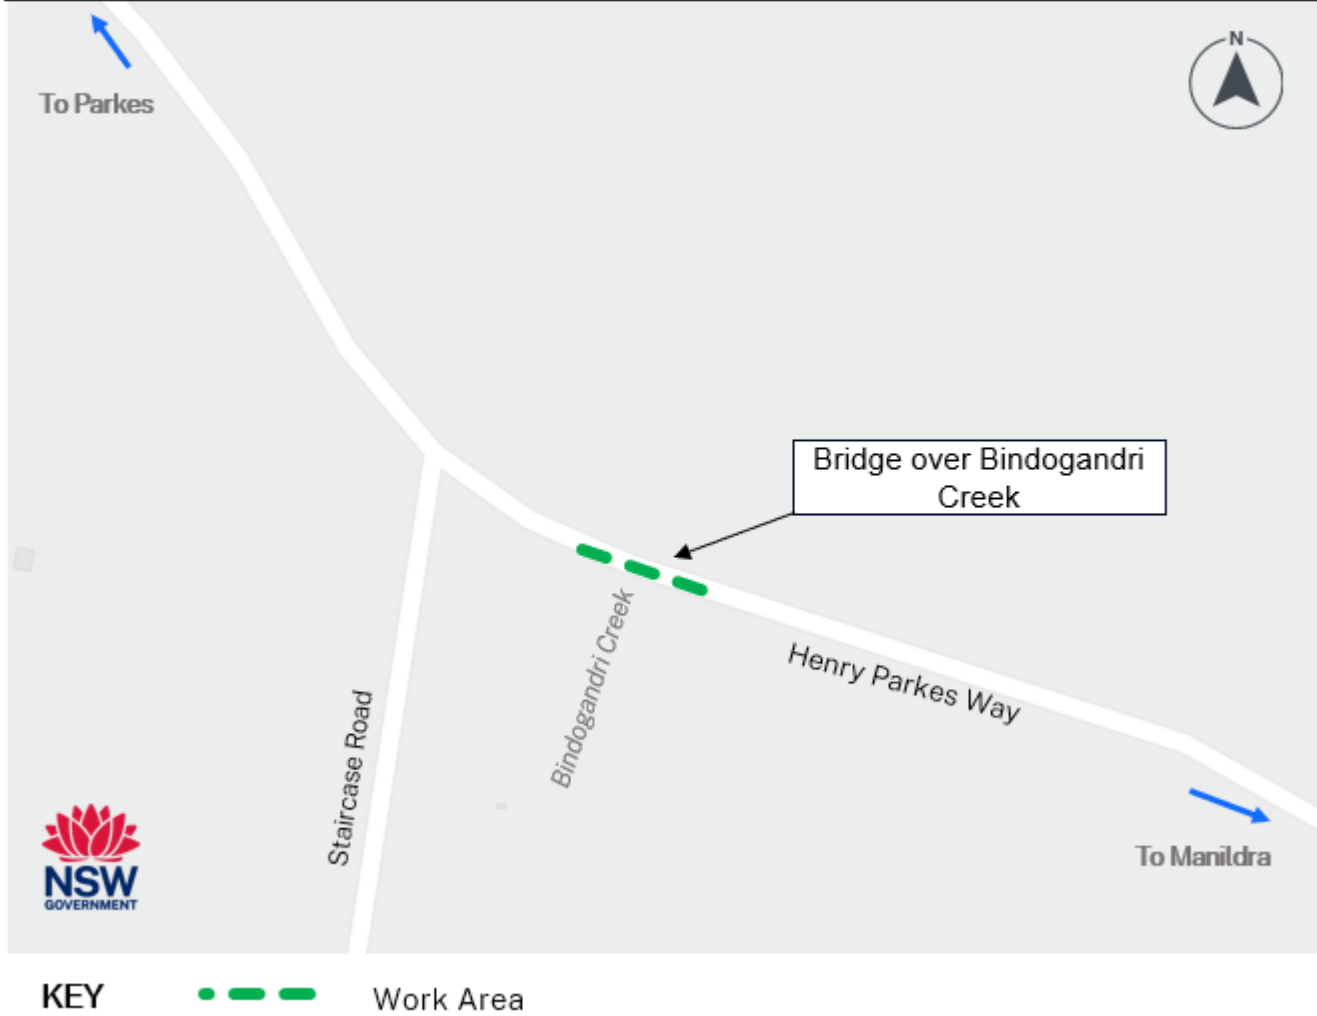 N
To Parkes
Bridge over Bindogandri
Creek
Bindogandri Creek
Henry Parkes Way
Staircase Road
To Manildra
NSW
GOVERNMENT
KEY
Work Area